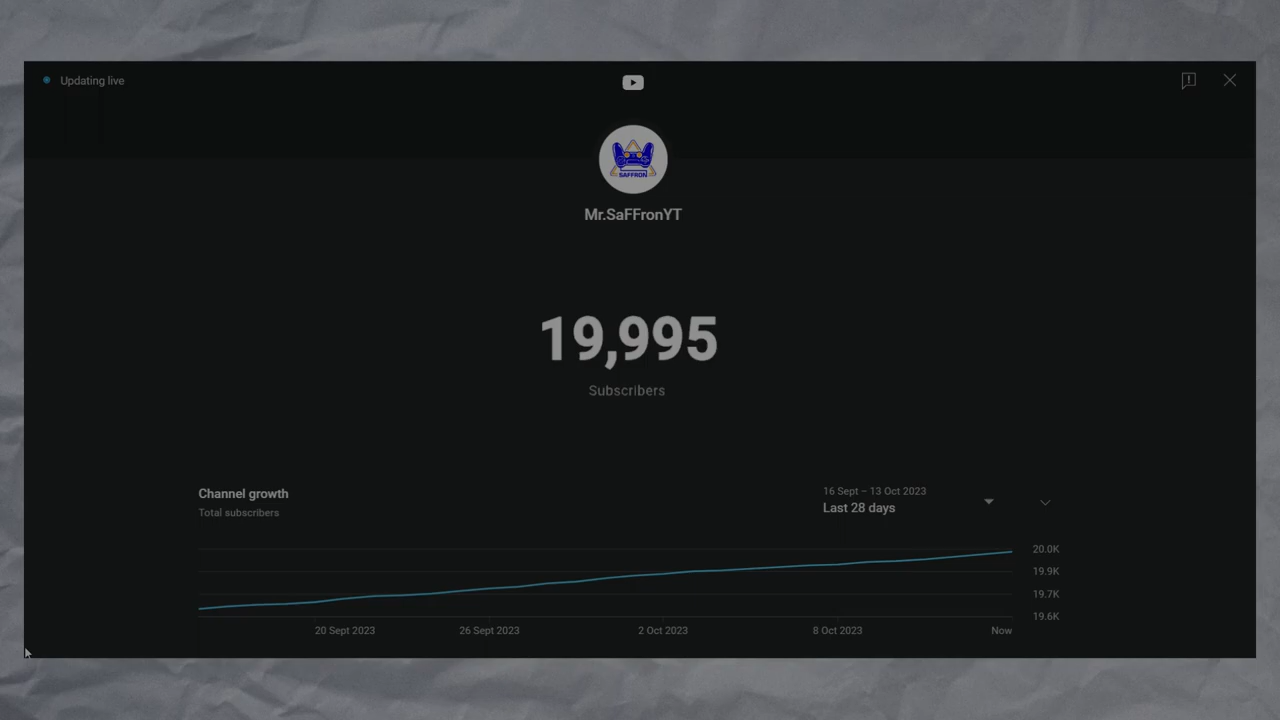 Updating live
SAFFRON
Mr.SaFFronYT
19,995
Subscribers
Channel growth
Total subscribers
16 Sept – 13 Oct 2023
Last 28 days
20.0K
19.9K
19.7K
19.6K
20 Sept 2023
26 Sept 2023
2 Oct 2023
8 Oct 2023
Now